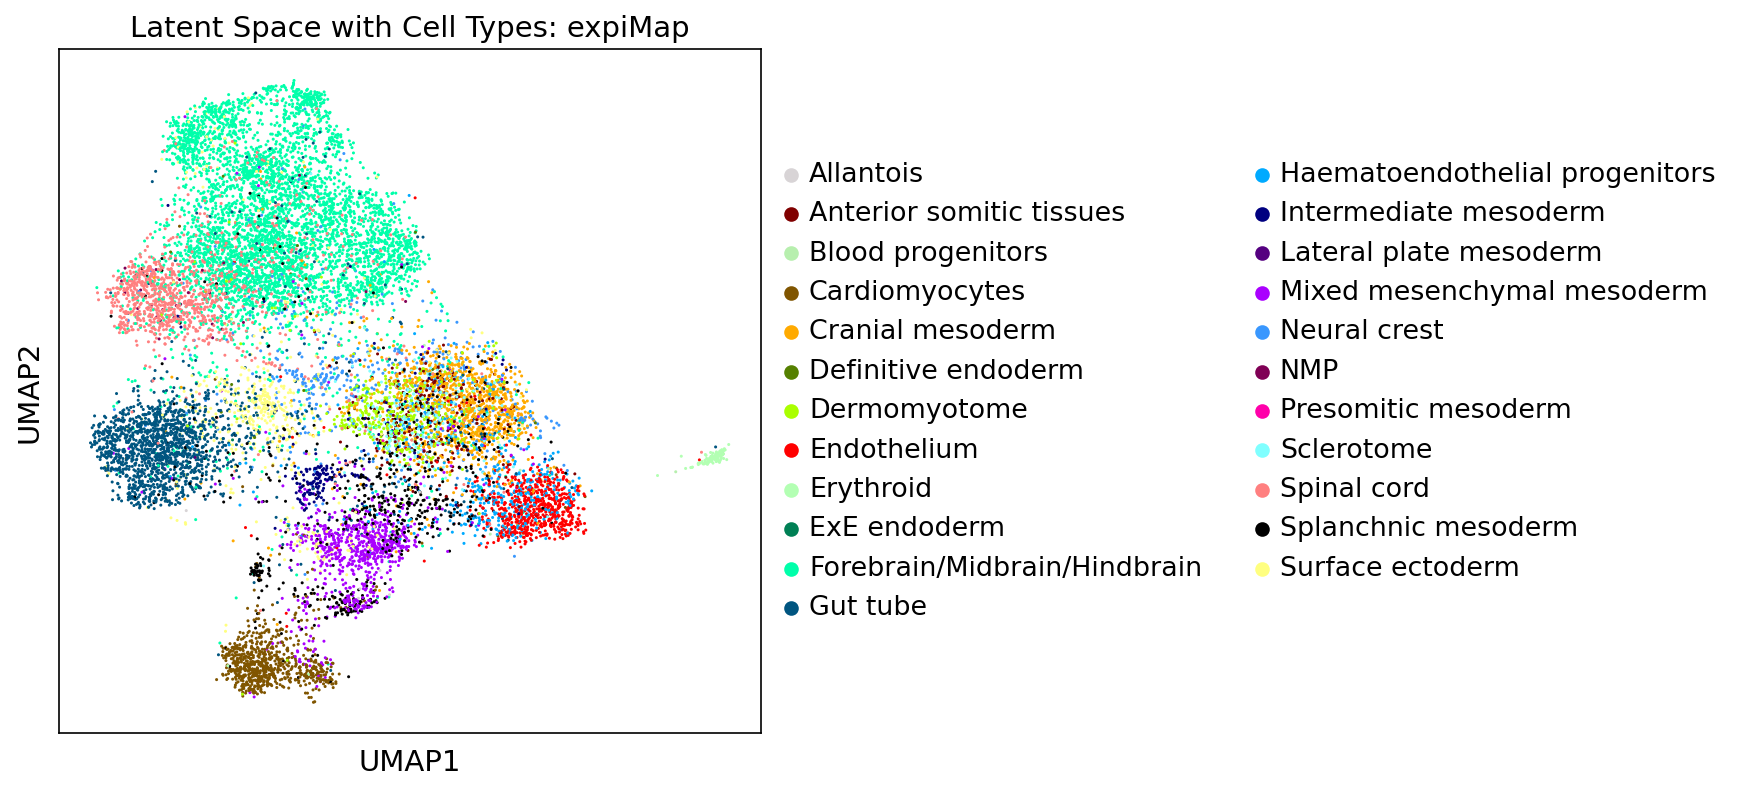 Latent Space with Cell Types: expiMap
UMAP2
UMAP1
Allantois
Anterior somitic tissues
Blood progenitors
Cardiomyocytes
Cranial mesoderm
Definitive endoderm
Dermomyotome
Endothelium
Erythroid
ExE endoderm
Forebrain/Midbrain/Hindbrain
Gut tube
Haematoendothelial progenitors
Intermediate mesoderm
Lateral plate mesoderm
Mixed mesenchymal mesoderm
Neural crest
NMP
Presomitic mesoderm
Sclerotome
Spinal cord
Splanchnic mesoderm
Surface ectoderm